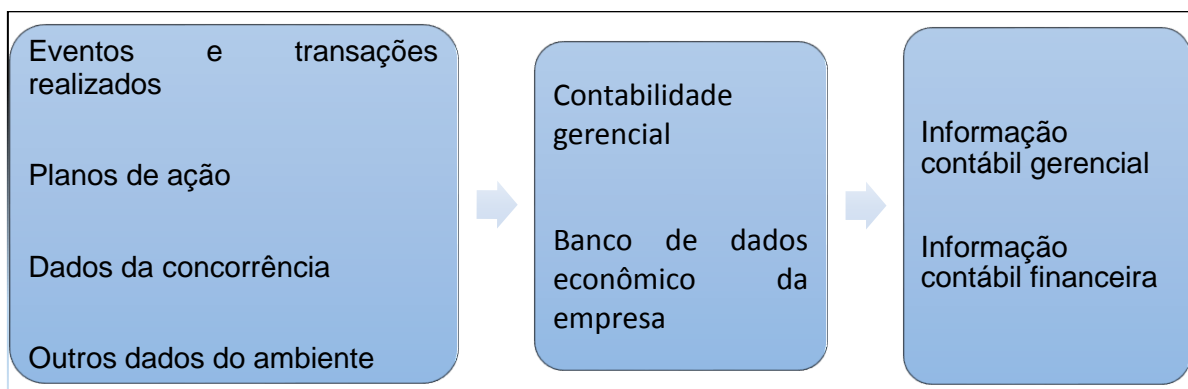 Eventos e transações
realizados
Planos de ação
Dados da concorrência
Outros dados do ambiente
Contabilidade
gerencial
Banco de dados
econômico da
empresa
Informação
contábil gerencial
Informação
contábil financeira